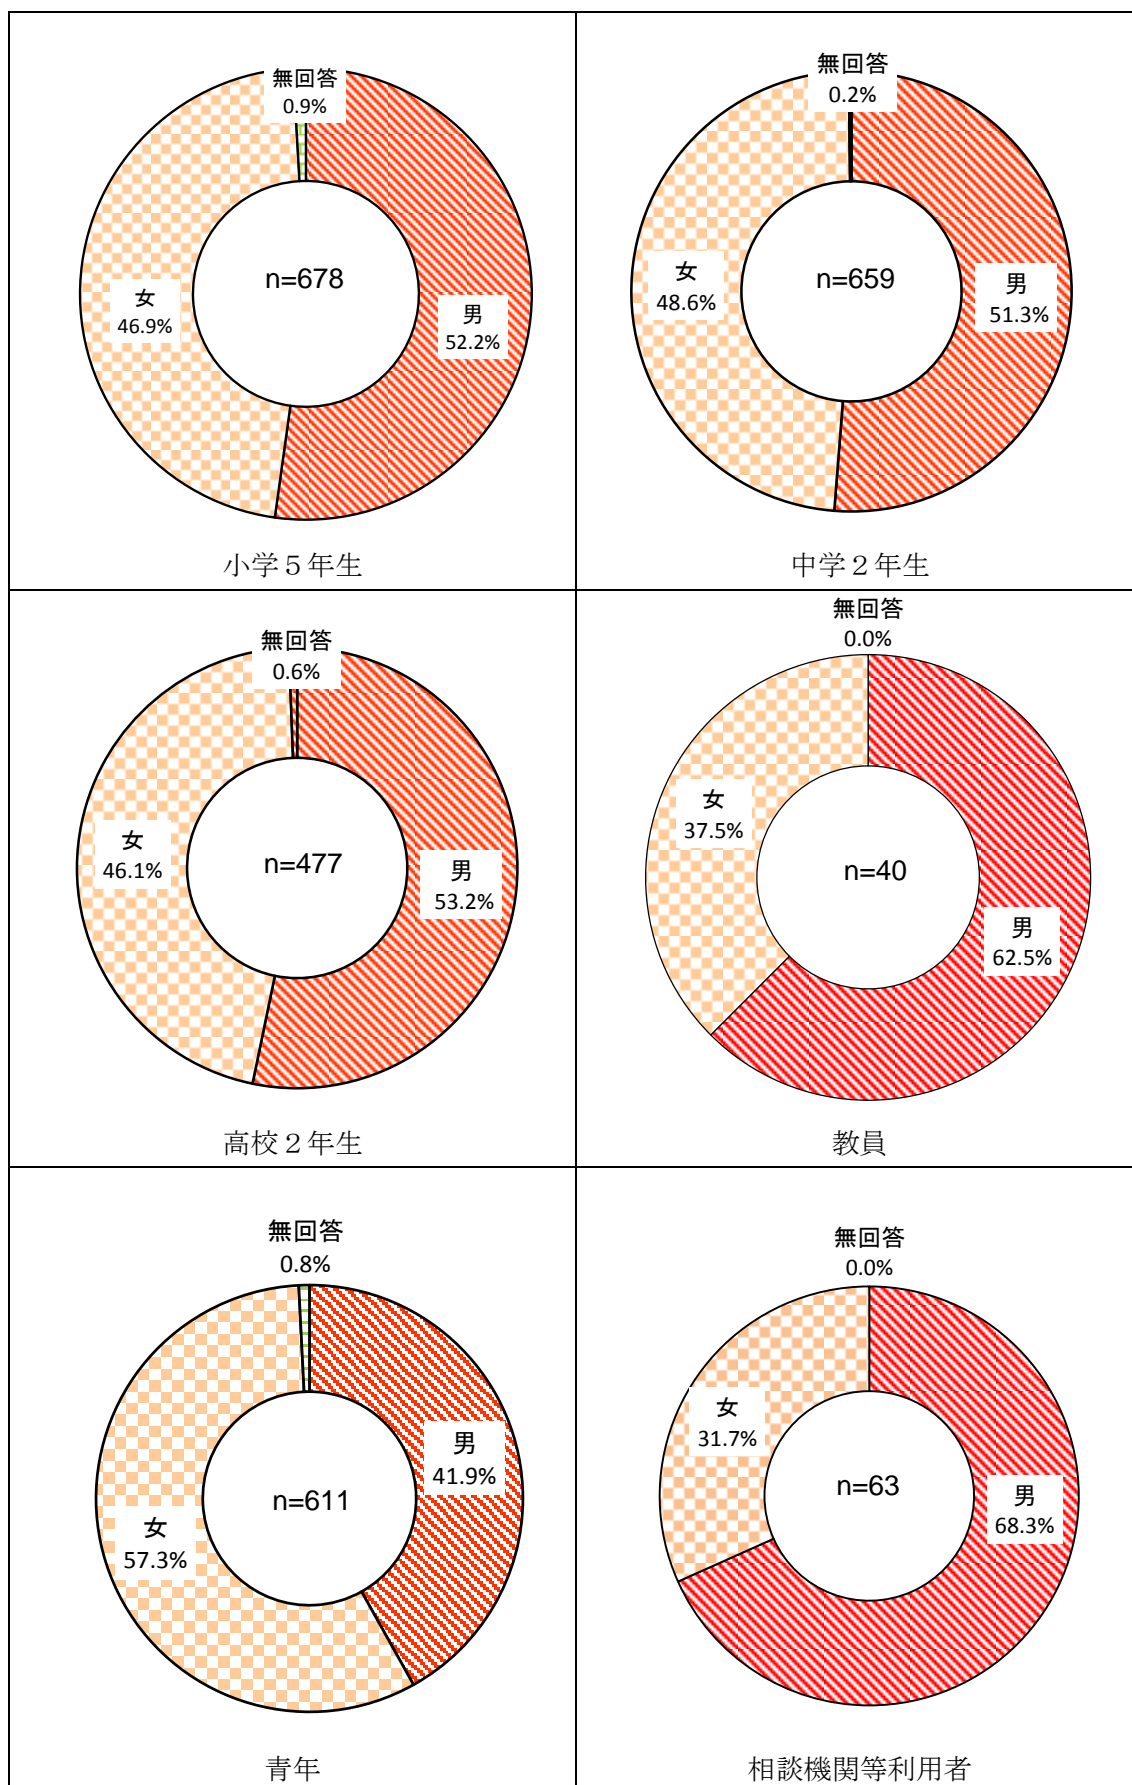 無回答
0.9%
女
46.9%
n=678
男
52.2%
小学５年生
無回答
0.2%
女
48.6%
n=659
男
51.3%
中学２年生
無回答
0.6%
女
46.1%
n=477
男
53.2%
高校２年生
無回答
0.0%
女
37.5%
n=40
男
62.5%
教員
無回答
0.8%
男
41.9%
n=611
女
57.3%
青年
無回答
0.0%
女
31.7%
n=63
男
68.3%
相談機関等利用者